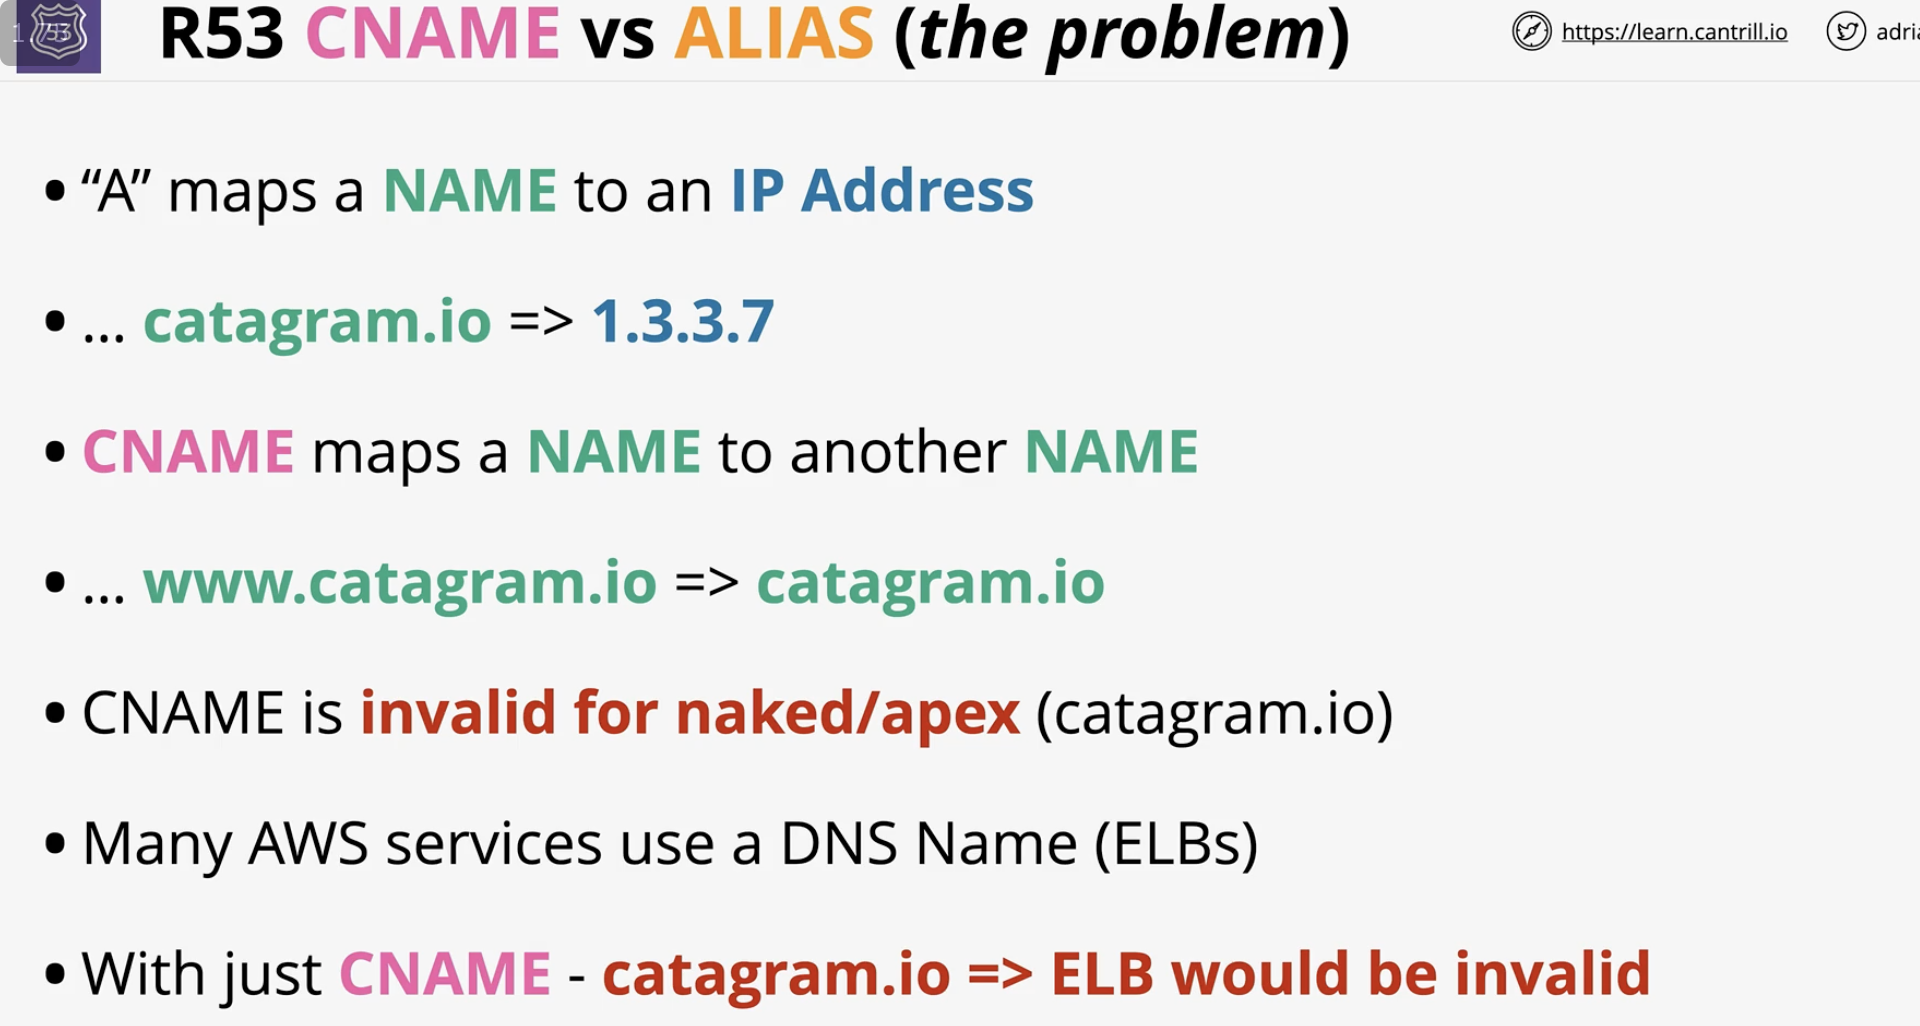 R53 CNAME vs ALIAS (the problem)
https://learn.cantrill.io
• "A" maps a NAME to an IP Address
• ... catagram.io => 1.3.3.7
• CNAME maps a NAME to another NAME
• ... www.catagram.io => catagram.io
• CNAME is invalid for naked/apex (catagram.io)
• Many AWS services use a DNS Name (ELBs)
• With just CNAME - catagram.io => ELB would be invalid